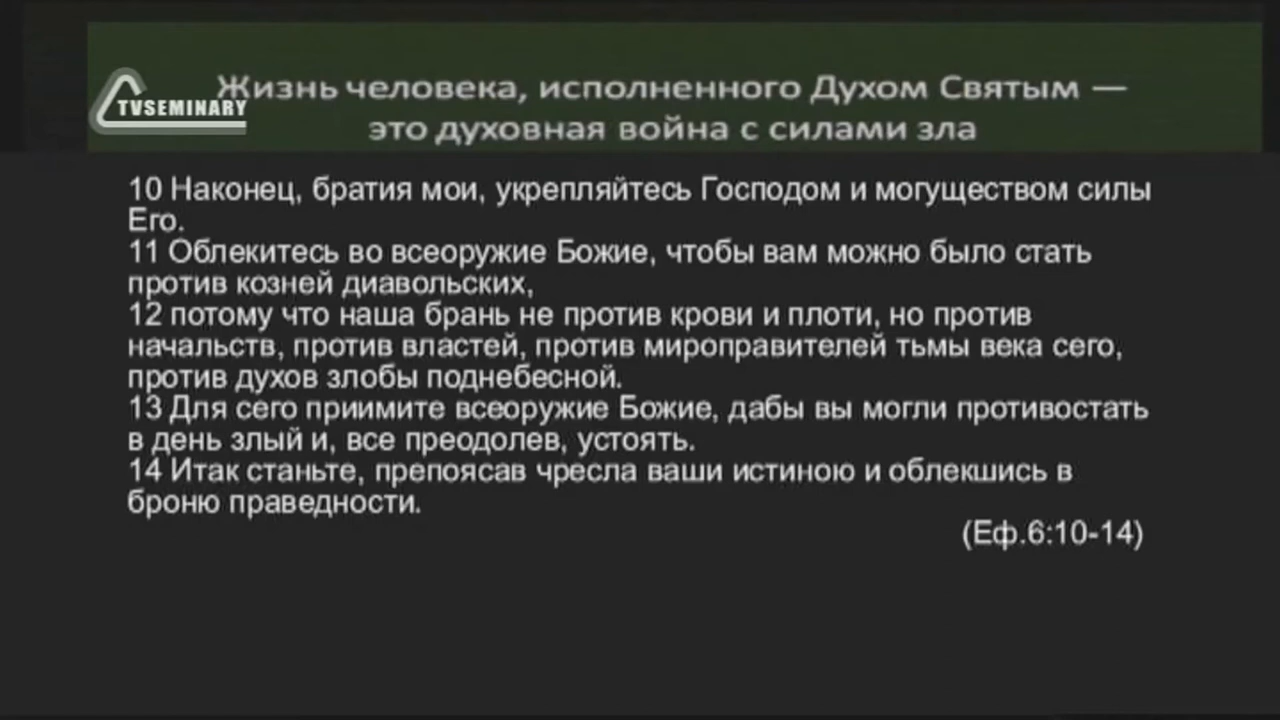 Жизнь человека, исполненного Духом Святым —
TVSEMINARY
это духовная война с силами зла
10 Наконец, братия мои, укрепляйтесь Господом и могуществом силы
Его.
11 Облекитесь во всеоружие Божие, чтобы вам можно было стать
против козней диавольских,
12 потому что наша брань не против крови и плоти, но против
начальств, против властей, против мироправителей тьмы века сего,
против духов злобы поднебесной.
13 Для сего приимите всеоружие Божие, дабы вы могли противостать
в день злый и, все преодолев, устоять.
14 Итак станьте, препоясав чресла ваши истиною и облекшись в
броню праведности.
(Еф.6:10-14)